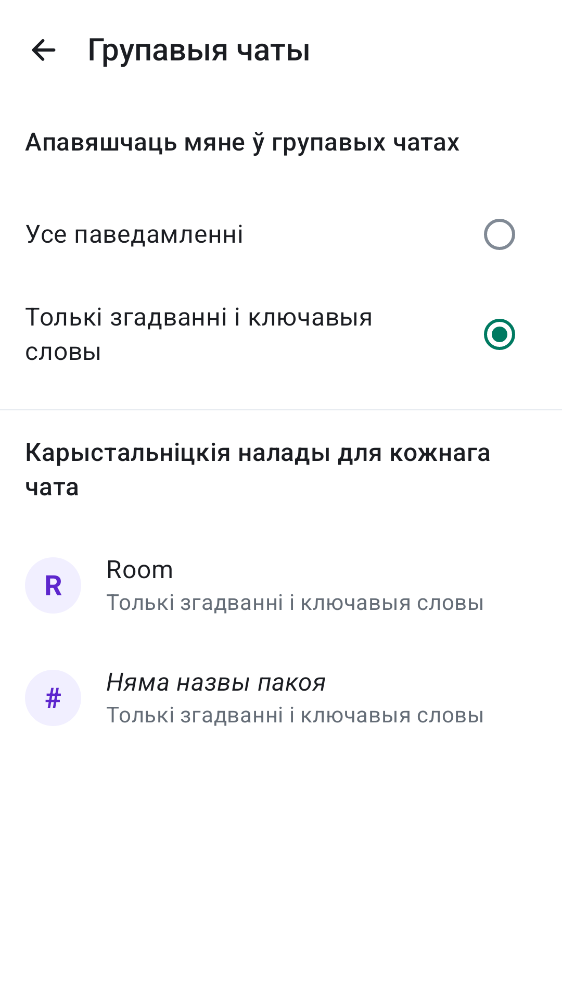 Групавыя чаты
Апавяшчаць мяне ў групавых чатах
Усе паведамленні
Толькі згадванні і ключавыя
словы
Карыстальніцкія налады для кожнага
чата
R
Room
Толькі згадванні і ключавыя словы
#
Няма назвы пакоя
Толькі згадванні і ключавыя словы